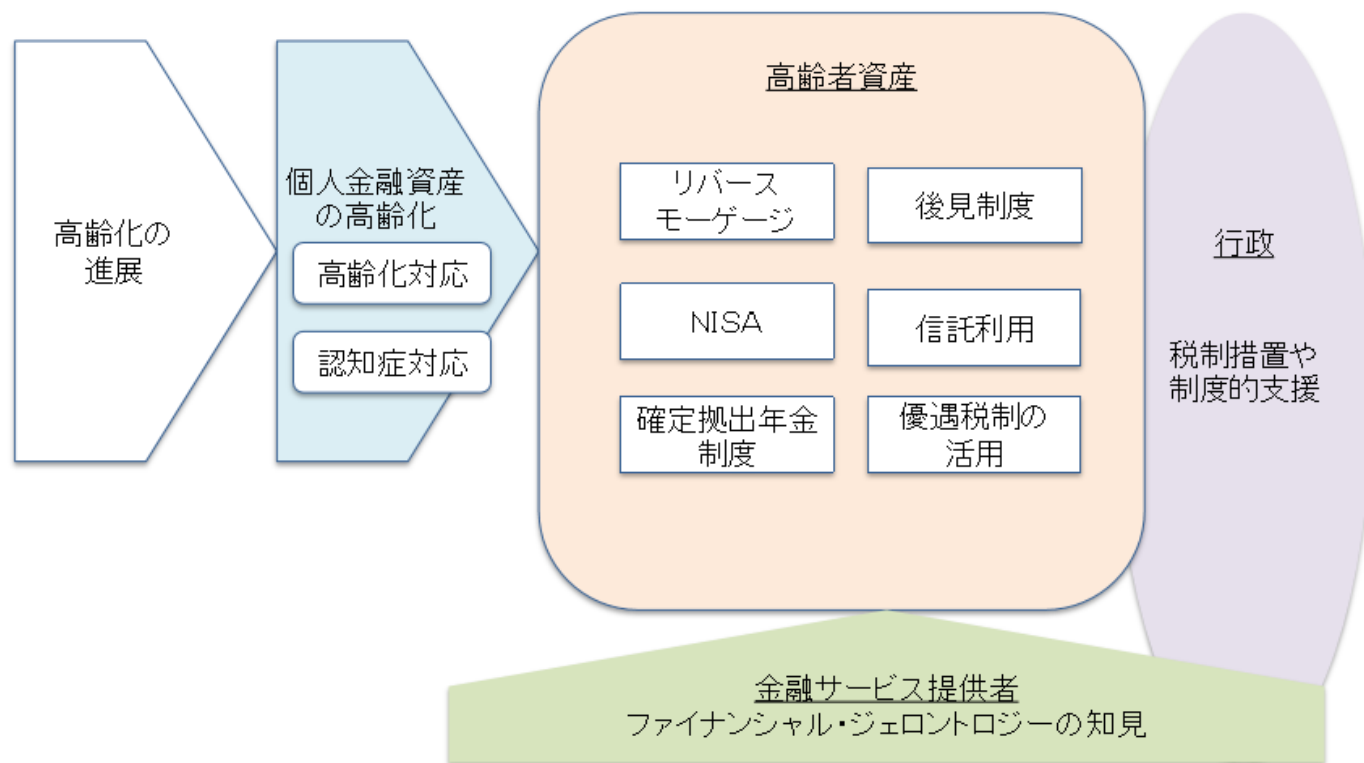 高齢化の
進展
個人金融資産
の高齢化
高齢化対応
認知症対応
高齢者資産
リバース
モーゲージ
後見制度
NISA
信託利用
確定拠出年金
制度
優遇税制の
活用
行政
税制措置や
制度的支援
金融サービス提供者
ファイナンシャル・ジェロントロジーの知見